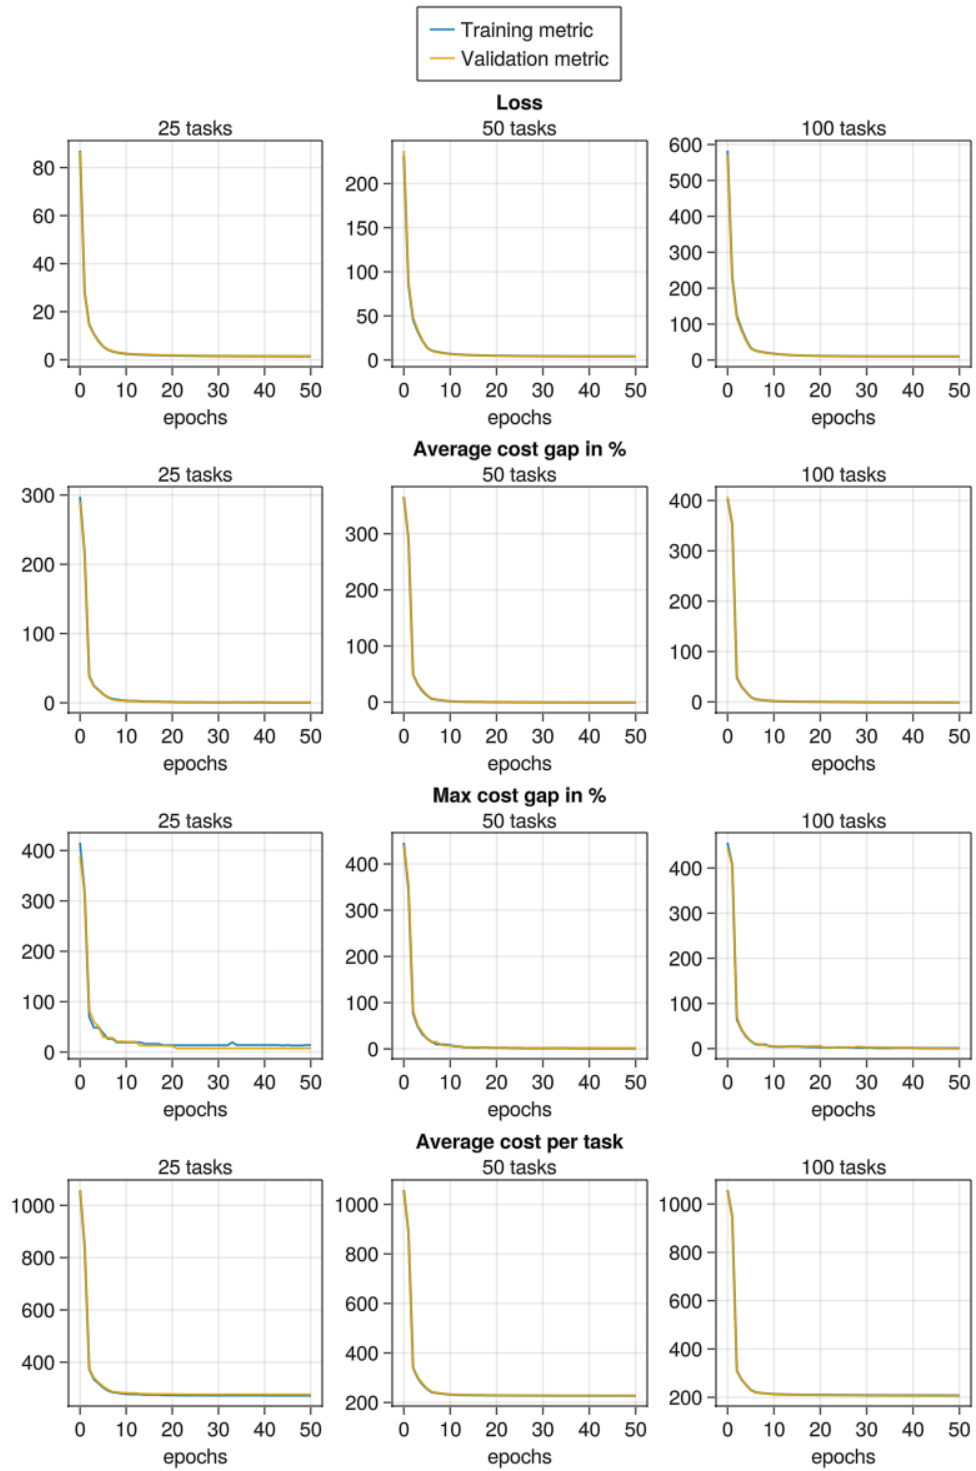 Training metric
Validation metric
Loss
25 tasks
50 tasks
100 tasks
80
60
40
20
0
0 10 20 30 40 50
epochs
200
150
100
50
0
0 10 20 30 40 50
epochs
600
500
400
300
200
100
0
0 10 20 30 40 50
epochs
Average cost gap in %
25 tasks
50 tasks
100 tasks
300
200
100
0
0 10 20 30 40 50
epochs
300
200
100
0
0 10 20 30 40 50
epochs
400
300
200
100
0
0 10 20 30 40 50
epochs
Max cost gap in %
25 tasks
50 tasks
100 tasks
400
300
200
100
0
0 10 20 30 40 50
epochs
400
300
200
100
0
0 10 20 30 40 50
epochs
400
300
200
100
0
0 10 20 30 40 50
epochs
Average cost per task
25 tasks
50 tasks
100 tasks
1000
800
600
400
0 10 20 30 40 50
epochs
1000
800
600
400
200
0 10 20 30 40 50
epochs
1000
800
600
400
200
0 10 20 30 40 50
epochs